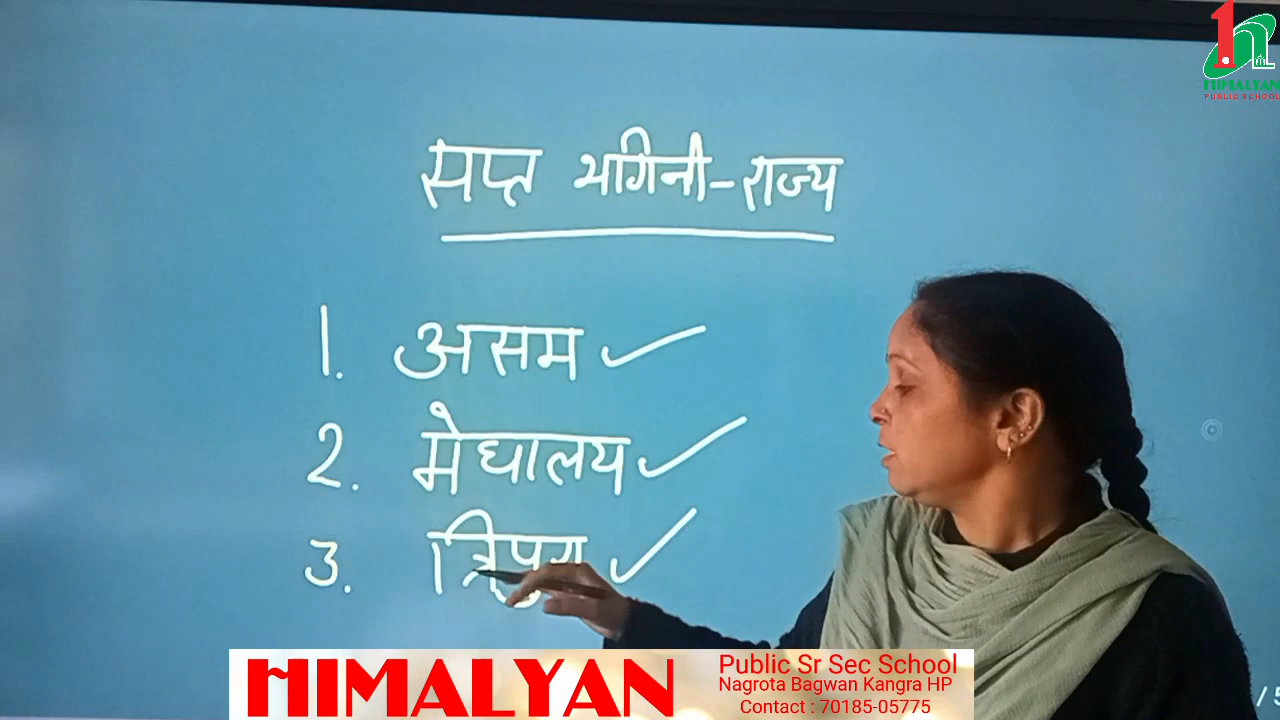 HIMALYAN
PUBLIC SCHOOL
सप्त भगिनी-राज्य
1. असम
2. मेघालय
3. त्रिपुरा
HIMALYAN
Public Sr Sec School
Nagrota Bagwan Kangra HP
Contact : 70185-05775